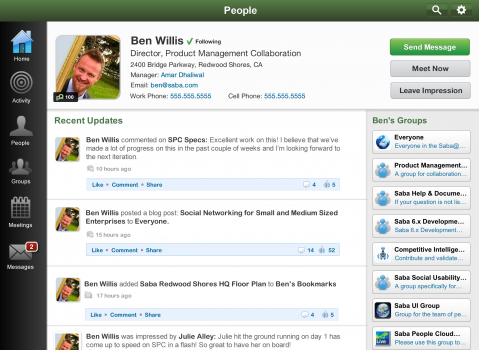 People
Home
Activity
People
Groups
Meetings
2
Messages
100
Ben Willis ✓ Following
Director, Product Management Collaboration
2400 Bridge Parkway, Redwood Shores, CA
Manager: Amar Dhaliwal
Email: ben@saba.com
Work Phone: 555.555.5555 Cell Phone: 555.555.5555
Send Message
Meet Now
Leave Impression
Recent Updates
Ben Willis commented on SPC Specs: Excellent work on this! I believe that we've
made a lot of progress on this in the past couple of weeks and I'm looking forward to
the next iteration.
10 hours ago
Like • Comment • Share 4 5
Ben Willis posted a blog post: Social Networking for Small and Medium Sized
Enterprises to Everyone.
15 hours ago
Like • Comment • Share 14 52
Ben Willis added Saba Redwood Shores HQ Floor Plan to Ben's Bookmarks
17 hours ago
Like • Comment • Share 4 5
Ben Willis was impressed by Julie Alley: Julie hit the ground running on day 1 has
come up to speed on SPC in a flash! So great to have her on board!
Ben's Groups
Everyone
Everyone in the Saba@...
Product Management...
A group for collaboration...
Saba Help & Docume...
If your question is not lis...
Saba 6.x Developmen...
Saba 6.x Development...
Competitive Intellige...
Contribute and validate...
Saba Social Usability...
A group specifically for...
Saba UI Group
Group for the team of pe...
Saba People Cloud...
Please use this group to...